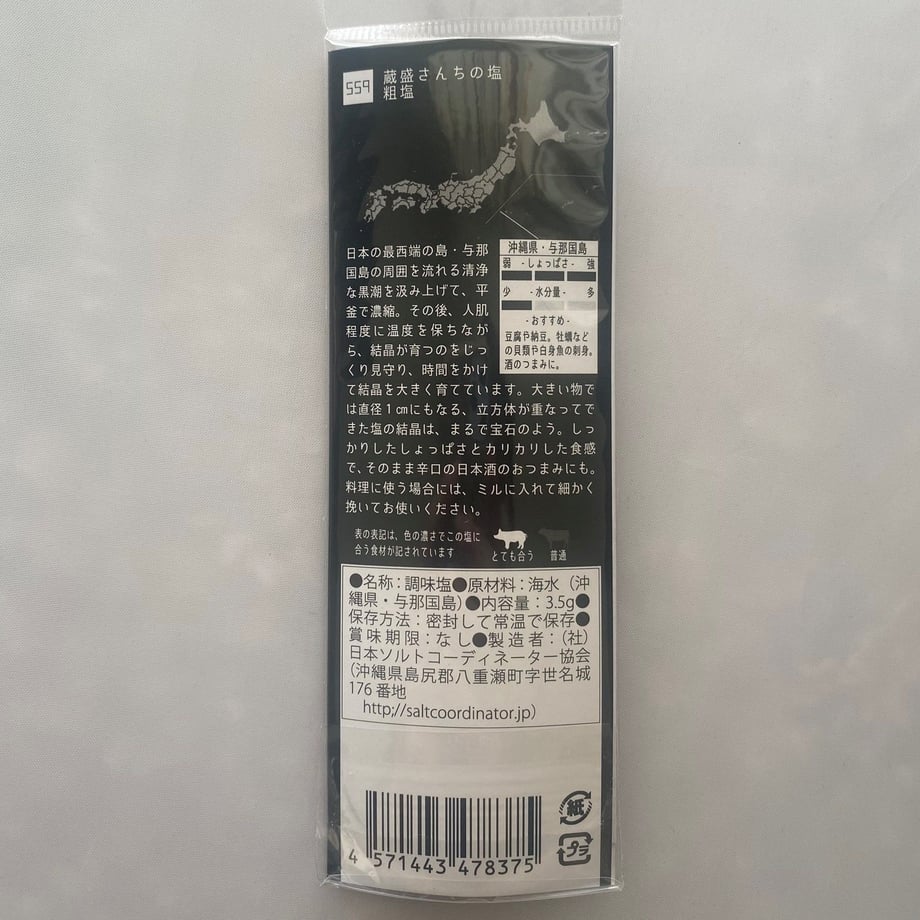 559
蔵盛さんちの塩
粗塩
沖縄県・与那国島
弱 -しょっぱさ- 強
少 -水分量- 多
-おすすめ-
豆腐や納豆。牡蠣など
の貝類や白身魚の刺身。
酒のつまみに。
日本の最西端の島・与那
国島の周囲を流れる清浄
な黒潮を汲み上げて、平
釜で濃縮。その後、人肌
程度に温度を保ちなが
ら、結晶が育つのをじっ
くり見守り、時間をかけ
て結晶を大きく育てています。大きい物で
は直径1㎝にもなる、立方体が重なってで
きた塩の結晶は、まるで宝石のよう。しっ
かりしたしょっぱさとカリカリした食感
で、そのまま辛口の日本酒のおつまみにも。
料理に使う場合には、ミルに入れて細かく
挽いてお使いください。
表の表記は、色の濃さでこの塩に
合う食材が記されています
とても合う 普通
●名称：調味塩●原材料：海水（沖
縄県・与那国島）●内容量：3.5g●
保存方法：密封して常温で保存●
賞味期限：なし●製造者：（社）
日本ソルトコーディネーター協会
（沖縄県島尻郡八重瀬町字世名城
176番地
http;//saltcoordinator.jp）
4 571443 478375
紙
プラ